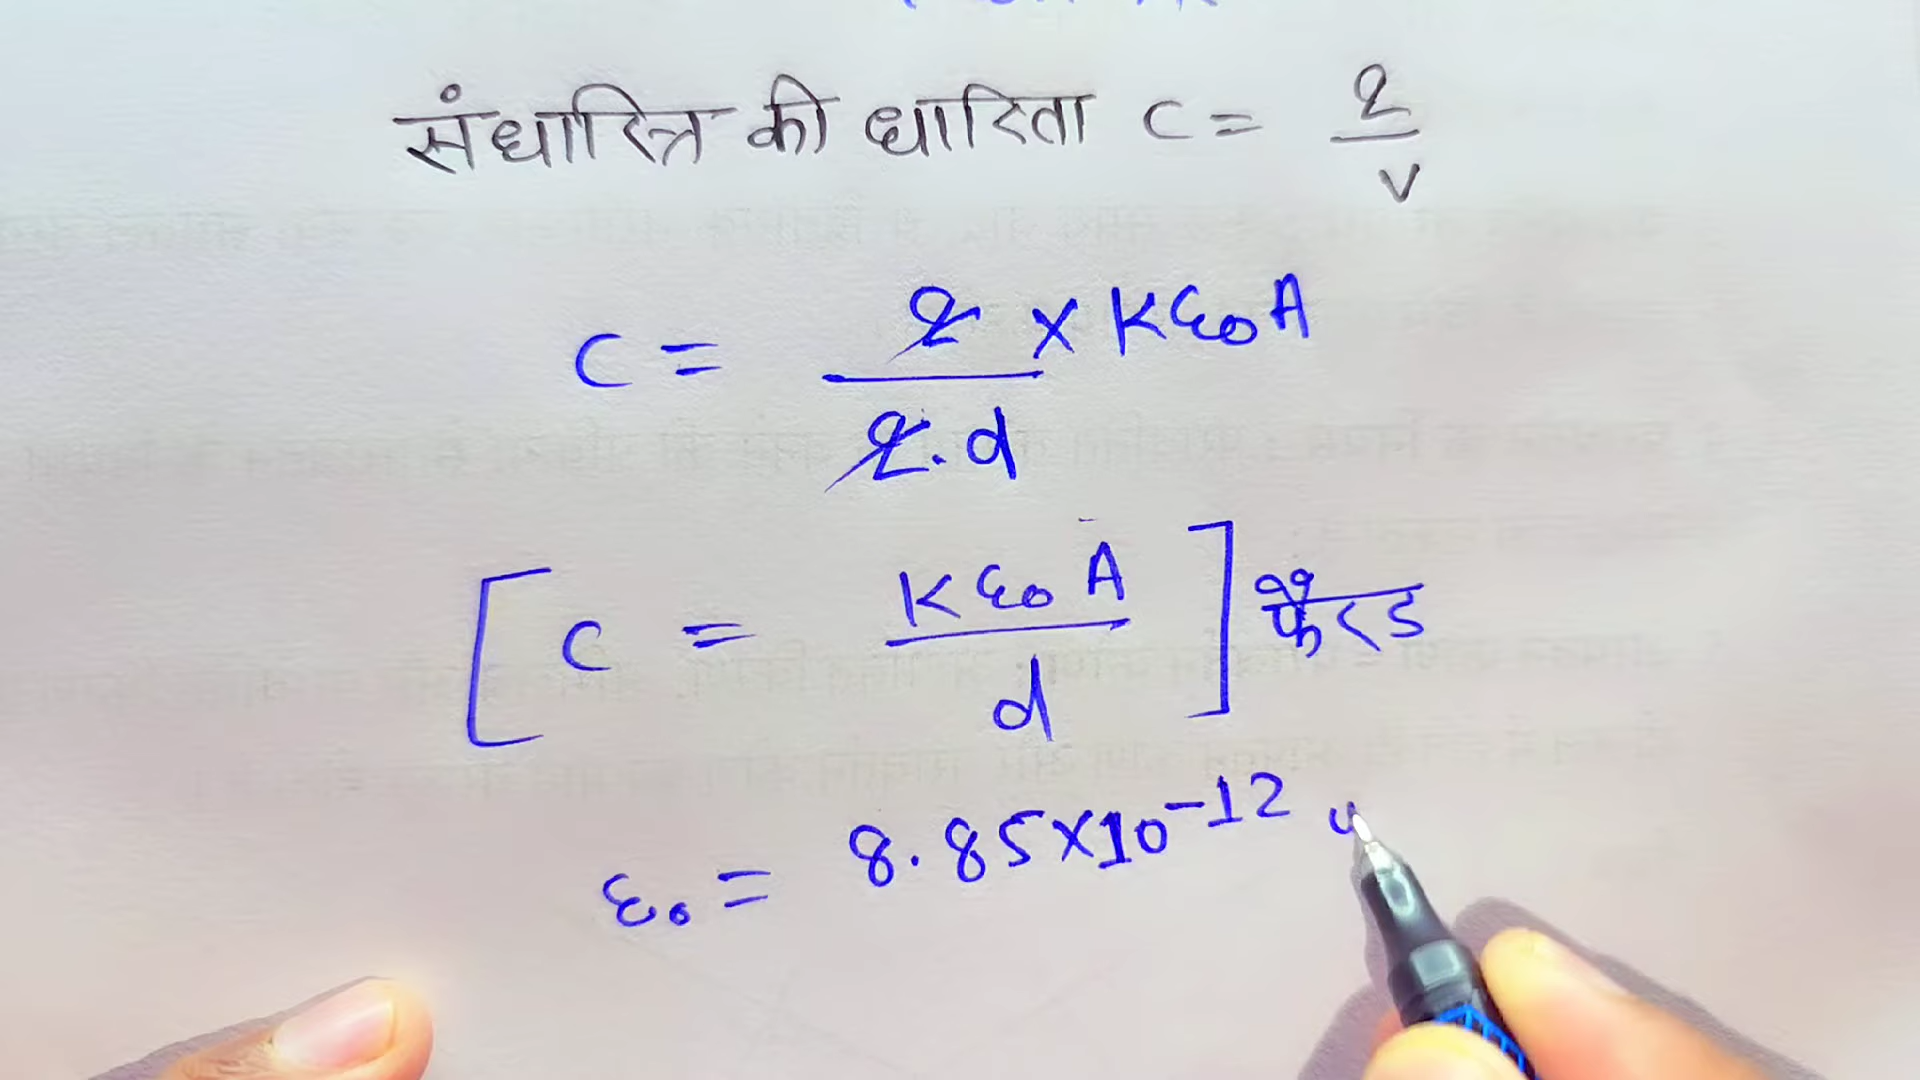 संधारित्र की धारिता C = q/V
C = q × Kε₀A / q.d
[C = Kε₀A / d] फैरड
ε₀ = 8.85×10⁻¹²